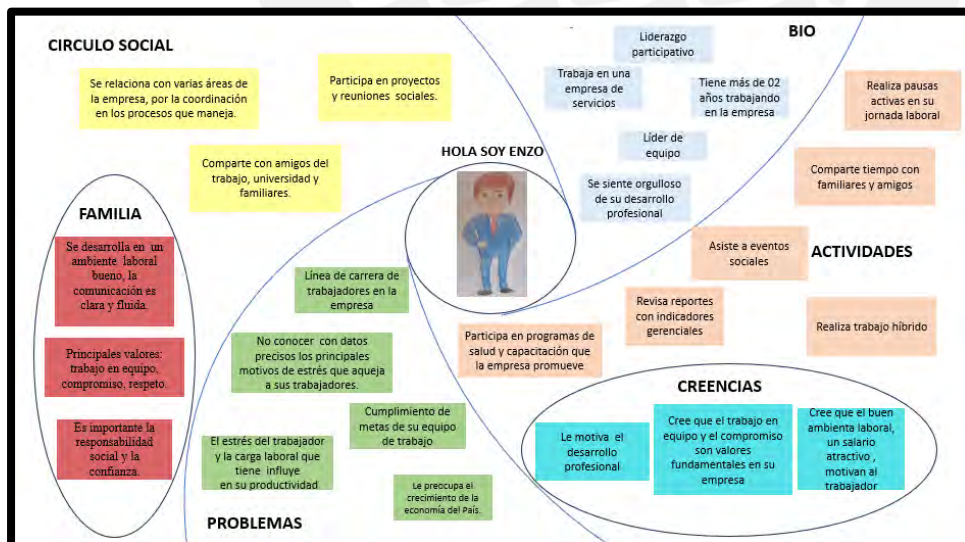 CIRCULO SOCIAL
Se relaciona con varias áreas de
la empresa, por la coordinación
en los procesos que maneja.
Participa en proyectos
y reuniones sociales.
Comparte con amigos del
trabajo, universidad y
familiares.
BIO
Liderazgo
participativo
Trabaja en una
empresa de
servicios
Tiene más de 02
años trabajando
en la empresa
Líder de
equipo
Se siente orgulloso
de su desarrollo
profesional
HOLA SOY ENZO
FAMILIA
Se desarrolla en un
ambiente laboral
bueno, la
comunicación es
clara y fluida.
Principales valores:
trabajo en equipo,
compromiso, respeto.
Es importante la
responsabilidad
social y la
confianza.
Realiza pausas
activas en su
jornada laboral
Comparte tiempo con
familiares y amigos
Asiste a eventos
sociales
ACTIVIDADES
Revisa reportes
con indicadores
gerenciales
Realiza trabajo híbrido
Participa en programas
de salud y capacitación que
la empresa promueve
Línea de carrera de
trabajadores en la
empresa
No conocer con datos
precisos los principales
motivos de estrés que aqueja
a sus trabajadores.
Cumplimiento de
metas de su equipo
de trabajo
El estrés del trabajador
y la carga laboral que
tiene influye
en su productividad
Le preocupa el
crecimiento de la
economía del País.
PROBLEMAS
CREENCIAS
Le motiva el
desarrollo
profesional
Cree que el trabajo en
equipo y el compromiso
son valores
fundamentales en su
empresa
Cree que el buen
ambienta laboral,
un salario
atractivo ,
motivan al
trabajador